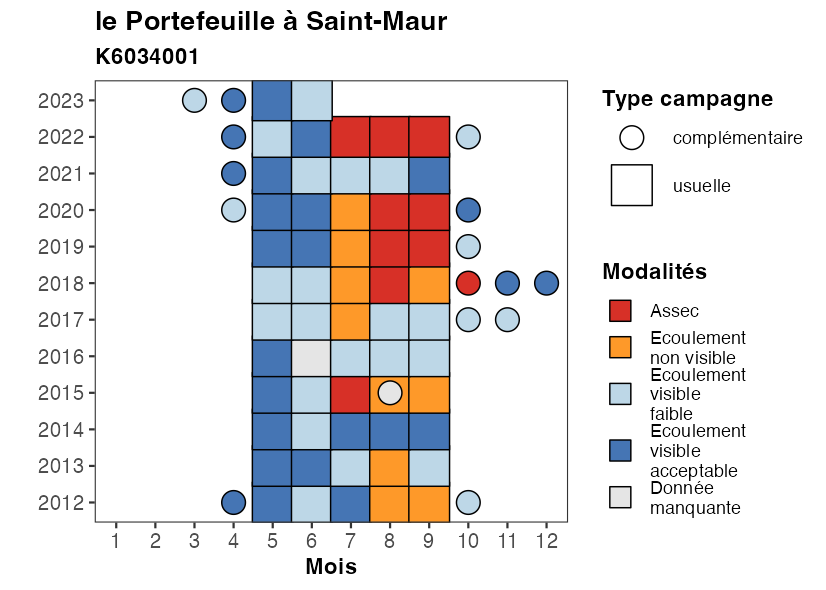 le Portefeuille à Saint-Maur
K6034001
2023
2022
2021
2020
2019
2018
2017
2016
2015
2014
2013
2012
1 2 3 4 5 6 7 8 9 10 11 12
Mois
Type campagne
complémentaire
usuelle
Modalités
Assec
Ecoulement
non visible
Ecoulement
visible
faible
Ecoulement
visible
acceptable
Donnée
manquante